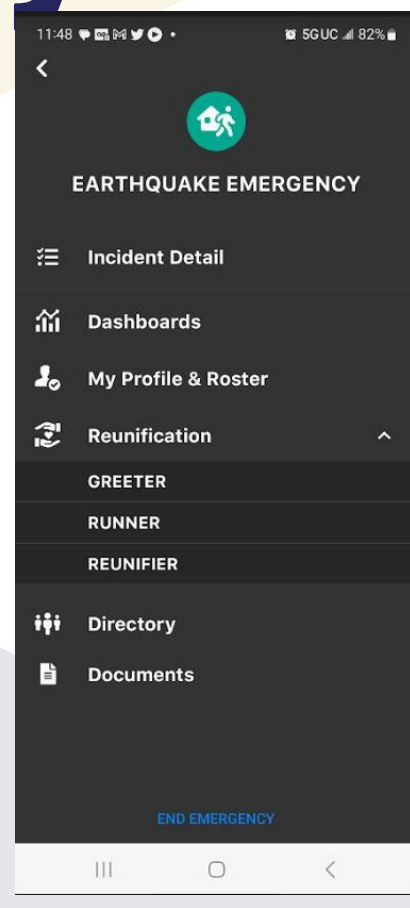 11:48
5GUC 82%
EARTHQUAKE EMERGENCY
Incident Detail
Dashboards
My Profile & Roster
Reunification
GREETER
RUNNER
REUNIFIER
Directory
Documents
END EMERGENCY